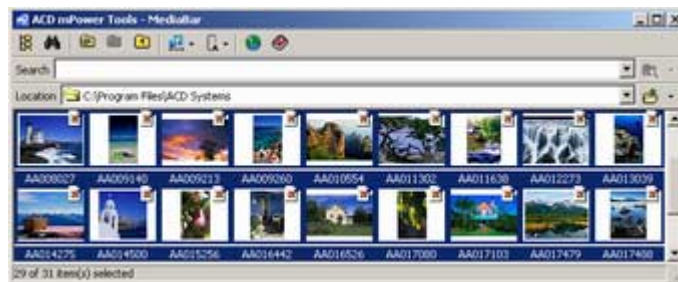 ACD mPower Tools - MediaBar
Search
Location C:\Program Files\ACD Systems
AA008027 AA009140 AA009213 AA009260 AA010554 AA011302 AA011638 AA012273 AA013039
AA014275 AA014500 AA015256 AA016442 AA016526 AA017080 AA017103 AA017479 AA017488
29 of 31 item(s) selected